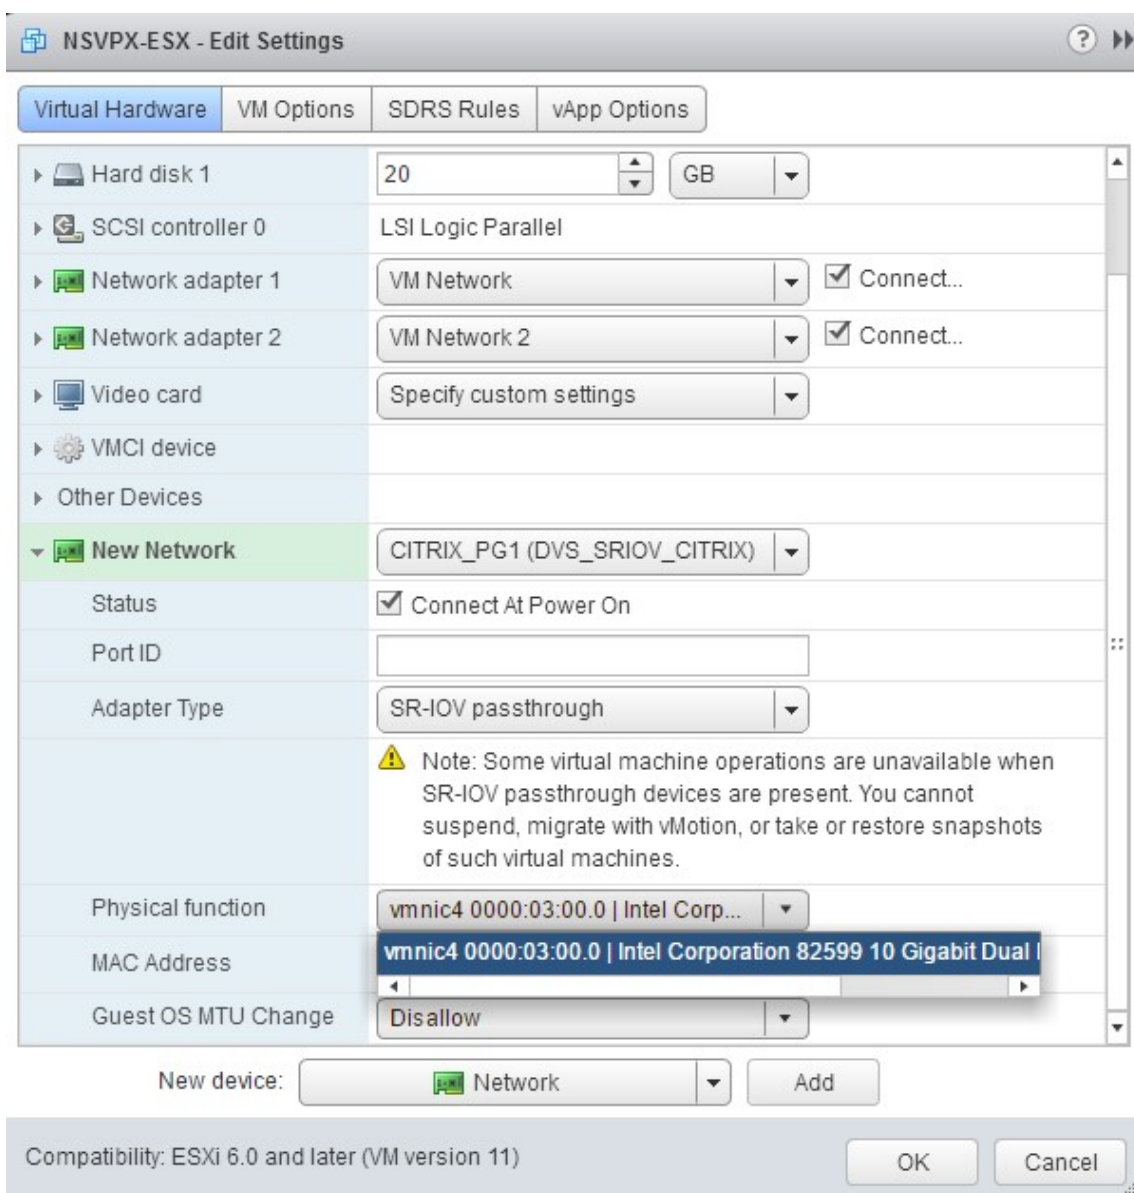 NSVPX-ESX - Edit Settings ?
Virtual Hardware VM Options SDRS Rules vApp Options
Hard disk 1 20 GB
SCSI controller 0 LSI Logic Parallel
Network adapter 1 VM Network Connect...
Network adapter 2 VM Network 2 Connect...
Video card Specify custom settings
VMCI device
Other Devices
New Network CITRIX_PG1 (DVS_SRIOV_CITRIX)
Status Connect At Power On
Port ID
Adapter Type SR-IOV passthrough
Note: Some virtual machine operations are unavailable when
SR-IOV passthrough devices are present. You cannot
suspend, migrate with vMotion, or take or restore snapshots
of such virtual machines.
Physical function vmnic4 0000:03:00.0 | Intel Corp...
vmnic4 0000:03:00.0 | Intel Corporation 82599 10 Gigabit Dual
MAC Address
Guest OS MTU Change Disallow
New device: Network Add
Compatibility: ESXi 6.0 and later (VM version 11) OK Cancel